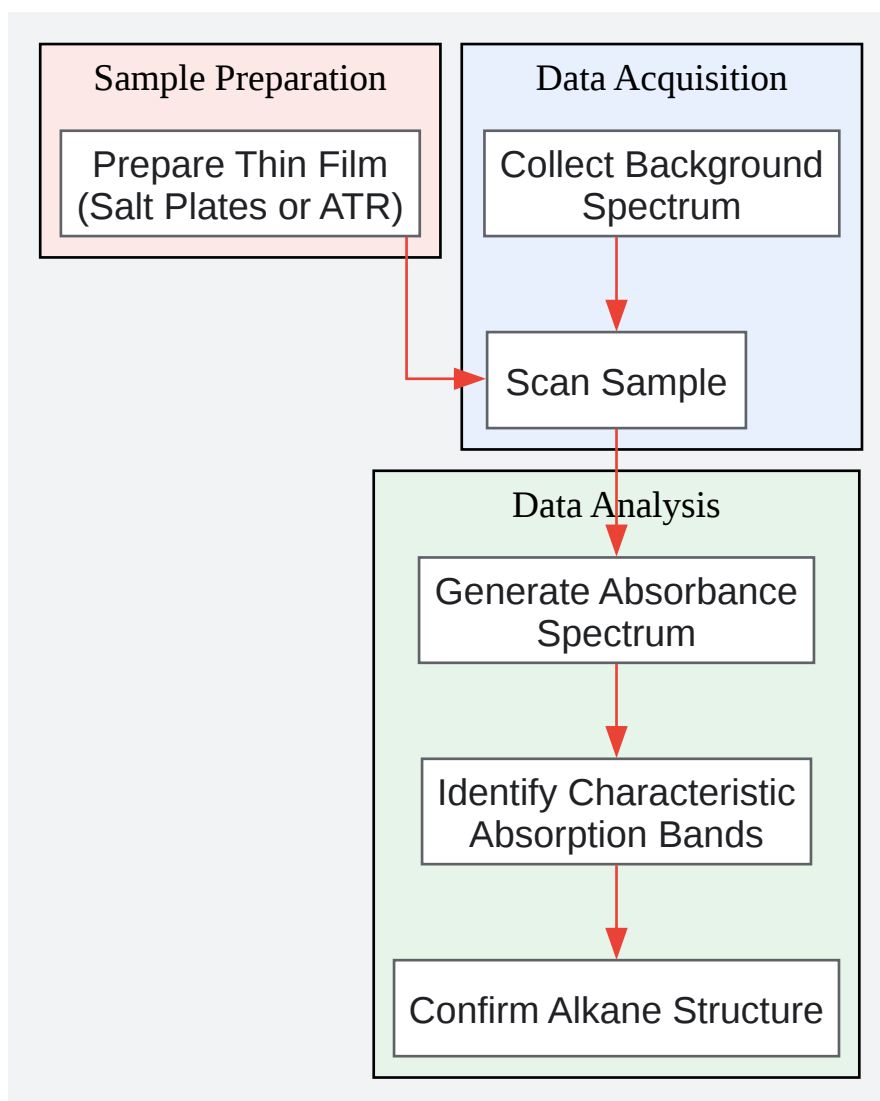 Sample Preparation
Prepare Thin Film
(Salt Plates or ATR)
Data Acquisition
Collect Background
Spectrum
Scan Sample
Data Analysis
Generate Absorbance
Spectrum
Identify Characteristic
Absorption Bands
Confirm Alkane Structure